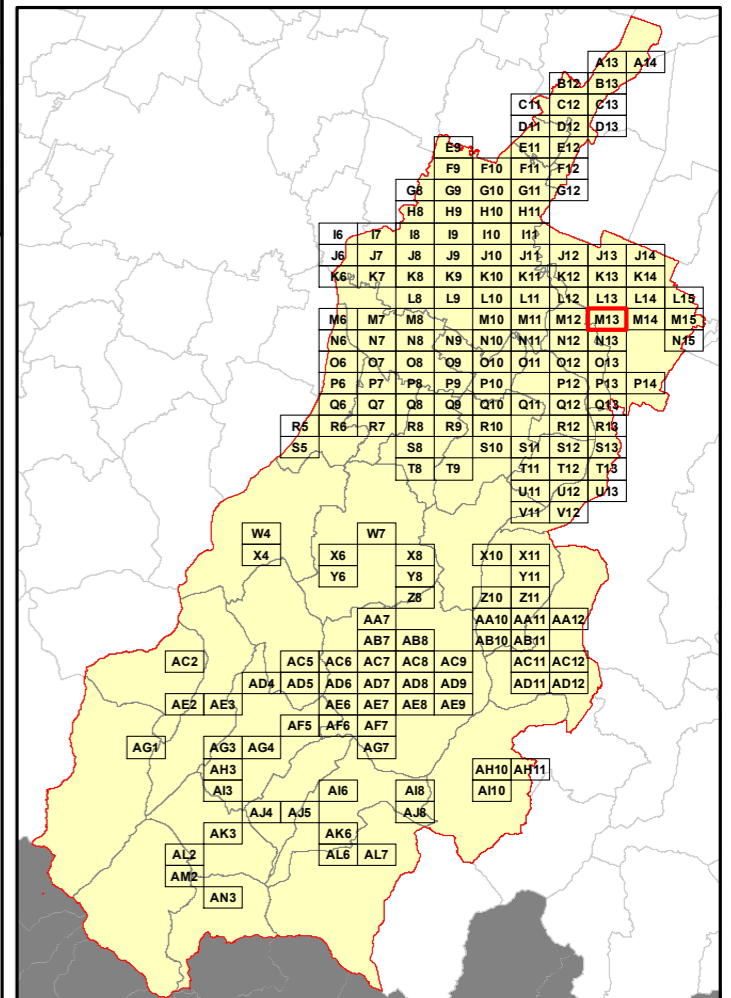 A13 A14
B12 B13
C11 C12 C13
D11 D12 D13
E9 E11 E12
F9 F10 F11 F12
G8 G9 G10 G11 G12
H8 H9 H10 H11
I6 I7 I8 I9 I10 I11
J6 J7 J8 J9 J10 J11 J12 J13 J14
K6 K7 K8 K9 K10 K11 K12 K13 K14
L8 L9 L10 L11 L12 L13 L14 L15
M6 M7 M8 M10 M11 M12 M13 M14 M15
N6 N7 N8 N9 N10 N11 N12 N13 N15
O6 O7 O8 O9 O10 O11 O12 O13
P6 P7 P8 P9 P10 P12 P13 P14
Q6 Q7 Q8 Q9 Q10 Q11 Q12 Q13
R5 R6 R7 R8 R9 R10 R12 R13
S5 S8 S10 S11 S12 S13
T8 T9 T11 T12 T13
U11 U12 U13
V11 V12
W4 W7
X4 X6 X8 X10 X11
Y6 Y8 Y11
Z8 Z10 Z11
AA7 AA10 AA11 AA12
AB7 AB8 AB10 AB11
AC2 AC5 AC6 AC7 AC8 AC9 AC11 AC12
AD4 AD5 AD6 AD7 AD8 AD9 AD11 AD12
AE2 AE3 AE6 AE7 AE8 AE9
AF5 AF6 AF7
AG1 AG3 AG4 AG7
AH3 AH10 AH11
AI3 AI6 AI8 AI10
AJ4 AJ5 AJ8
AK3 AK6
AL2 AL6 AL7
AM2
AN3